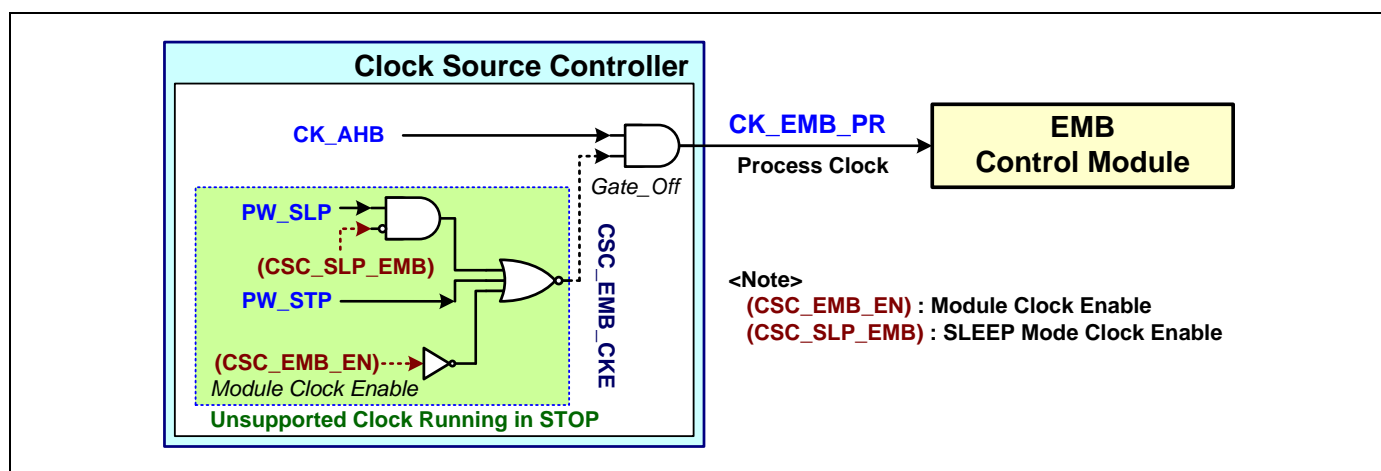 Clock Source Controller
CK_AHB
Gate_Off
PW_SLP
(CSC_SLP_EMB)
PW_STP
(CSC_EMB_EN)
Module Clock Enable
Unsupported Clock Running in STOP
CSC_EMB_CKE
CK_EMB_PR
Process Clock
EMB
Control Module
<Note>
(CSC_EMB_EN) : Module Clock Enable
(CSC_SLP_EMB) : SLEEP Mode Clock Enable